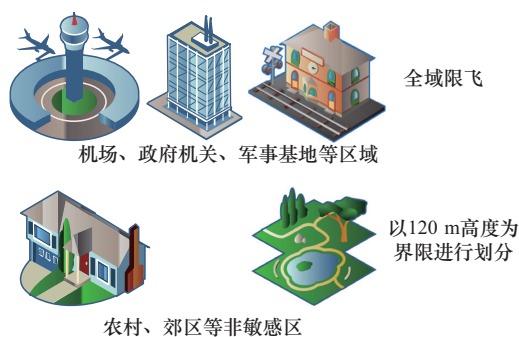 全域限飞
机场、政府机关、军事基地等区域
以120 m高度为
界限进行划分
农村、郊区等非敏感区